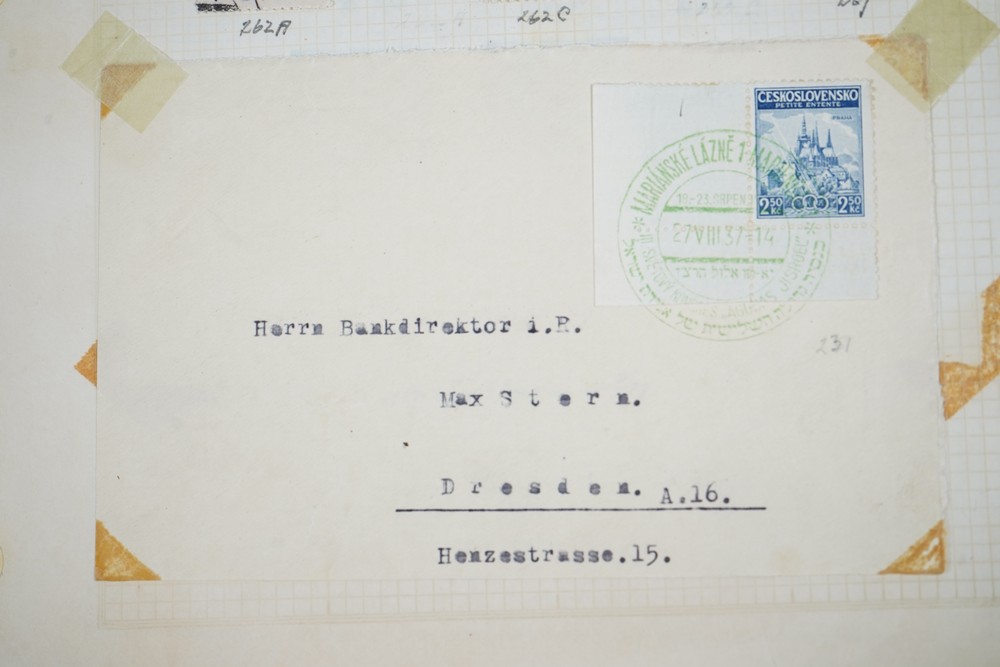 262A
262C
ČESKOSLOVENSKO
PETITE ENTENTE
PRAHA
2.50 Kč 2.50 Kč
* MARIÁNSKÉ LÁZNĚ 1
27 VIII 37-14
Herrn Bankdirektor i.R.
Max Stern.
Dresden. A.16.
Henzestrasse.15.
231